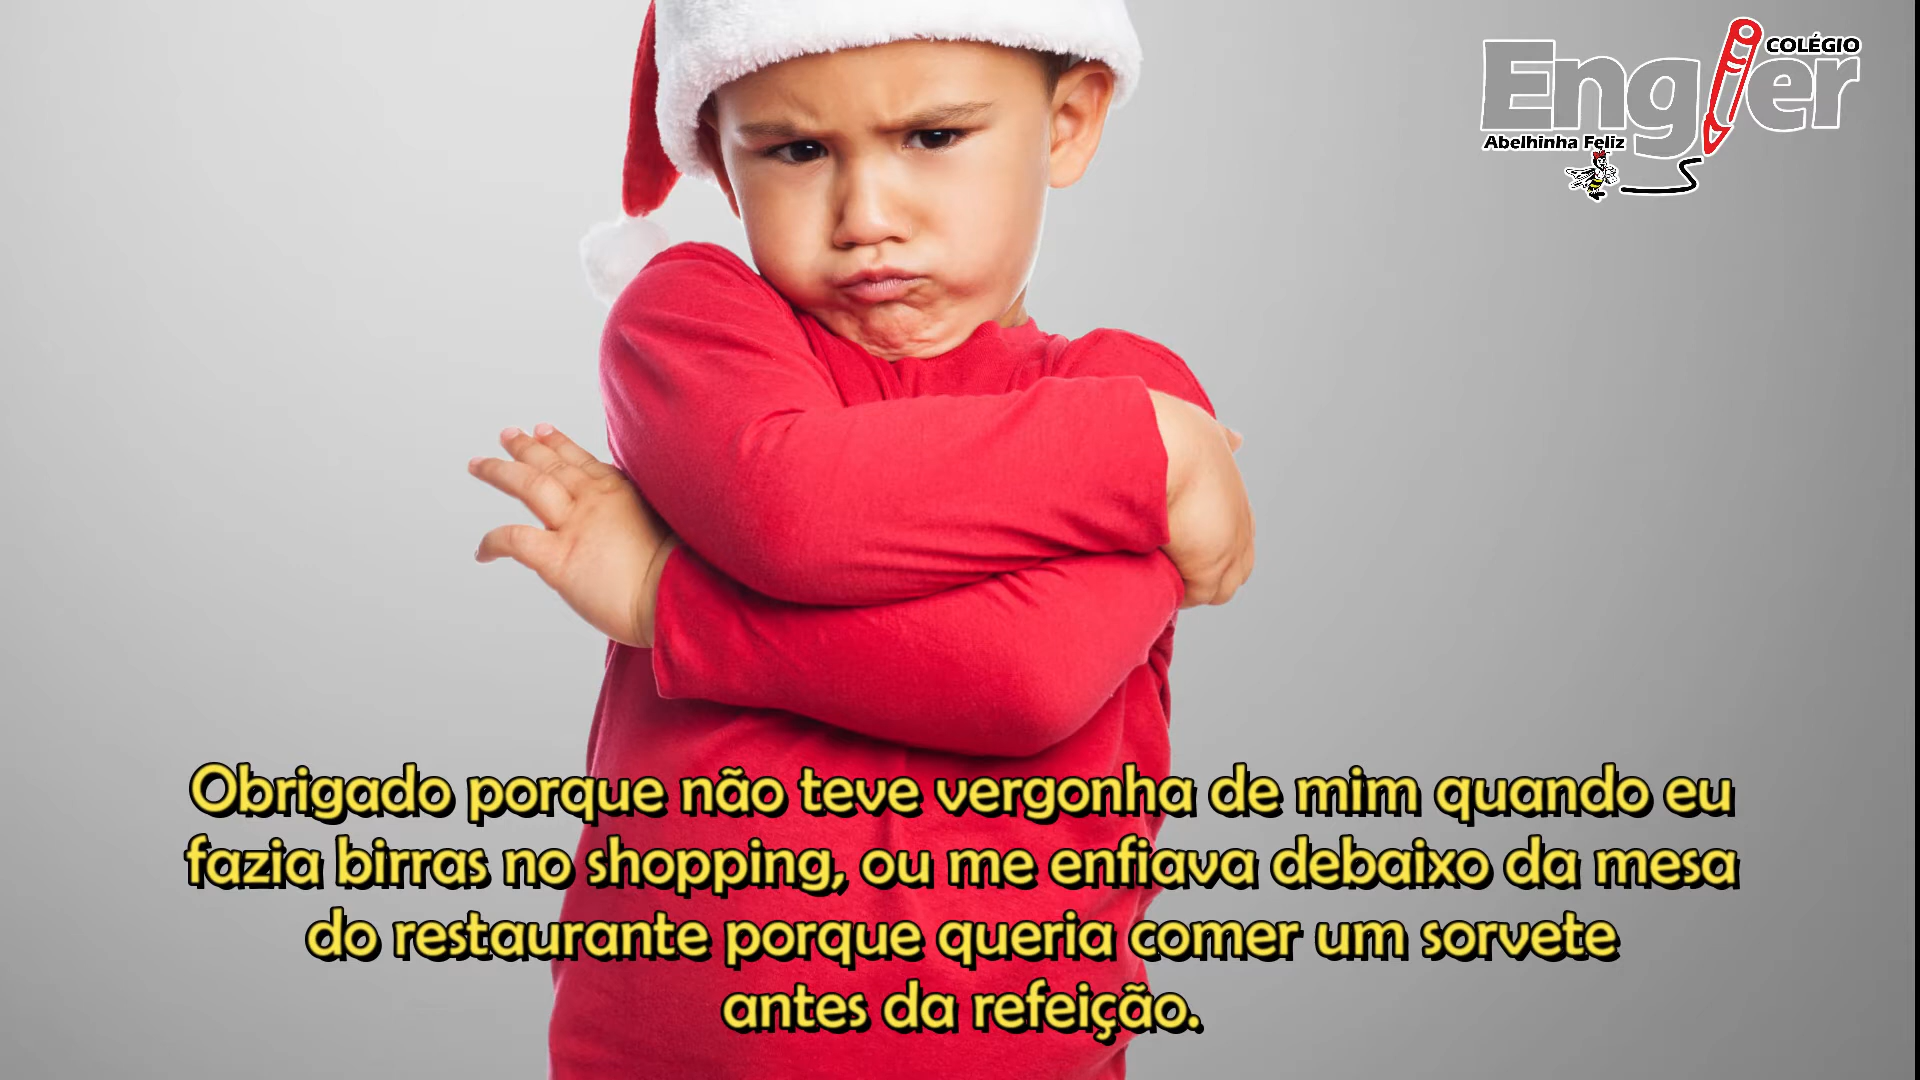 COLÉGIO
Engler
Abelhinha Feliz
Obrigado porque não teve vergonha de mim quando eu
fazia birras no shopping, ou me enfiava debaixo da mesa
do restaurante porque queria comer um sorvete
antes da refeição.